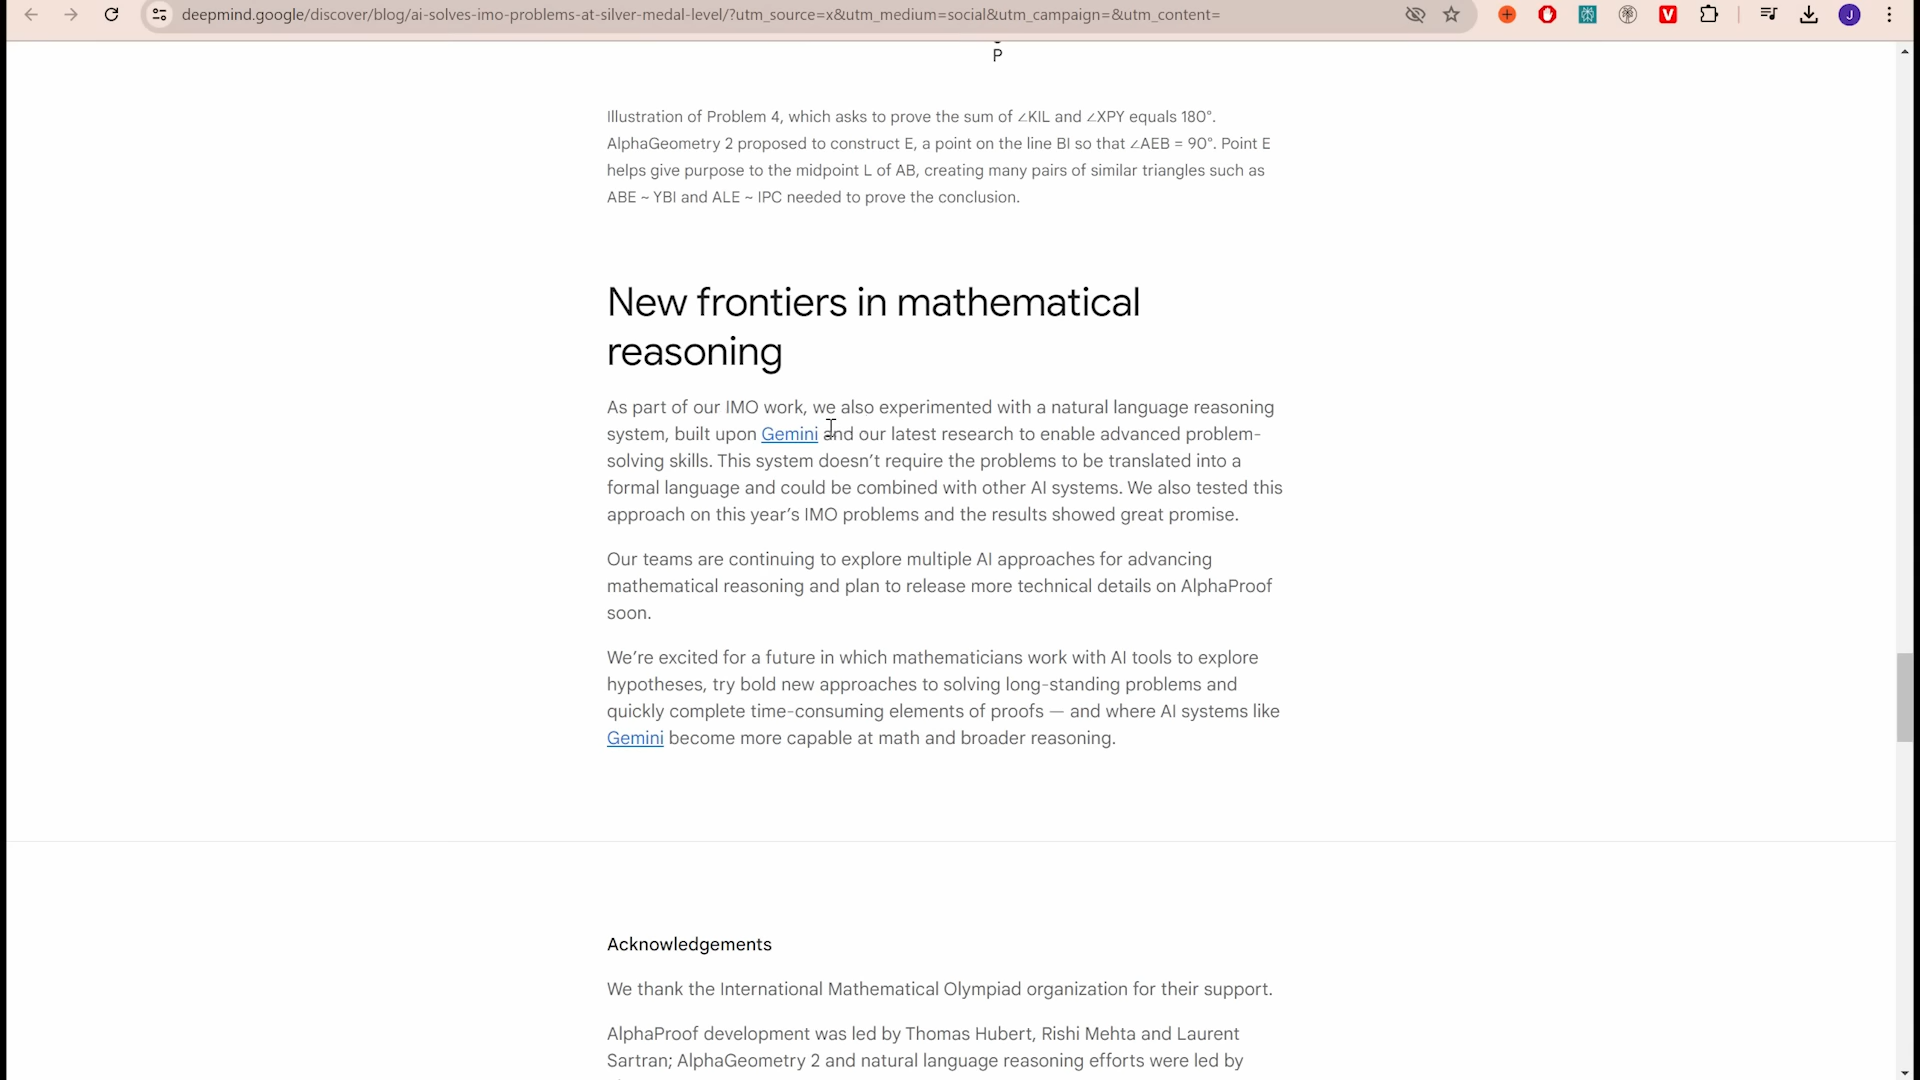 deepmind.google/discover/blog/ai-solves-imo-problems-at-silver-medal-level/?utm_source=x&utm_medium=social&utm_campaign=&utm_content=
V
J
P
Illustration of Problem 4, which asks to prove the sum of ∠KIL and ∠XPY equals 180°.
AlphaGeometry 2 proposed to construct E, a point on the line BI so that ∠AEB = 90°. Point E
helps give purpose to the midpoint L of AB, creating many pairs of similar triangles such as
ABE ~ YBI and ALE ~ IPC needed to prove the conclusion.
New frontiers in mathematical
reasoning
As part of our IMO work, we also experimented with a natural language reasoning
system, built upon Gemini and our latest research to enable advanced problem-
solving skills. This system doesn’t require the problems to be translated into a
formal language and could be combined with other AI systems. We also tested this
approach on this year’s IMO problems and the results showed great promise.
Our teams are continuing to explore multiple AI approaches for advancing
mathematical reasoning and plan to release more technical details on AlphaProof
soon.
We’re excited for a future in which mathematicians work with AI tools to explore
hypotheses, try bold new approaches to solving long-standing problems and
quickly complete time-consuming elements of proofs — and where AI systems like
Gemini become more capable at math and broader reasoning.
Acknowledgements
We thank the International Mathematical Olympiad organization for their support.
AlphaProof development was led by Thomas Hubert, Rishi Mehta and Laurent
Sartran; AlphaGeometry 2 and natural language reasoning efforts were led by